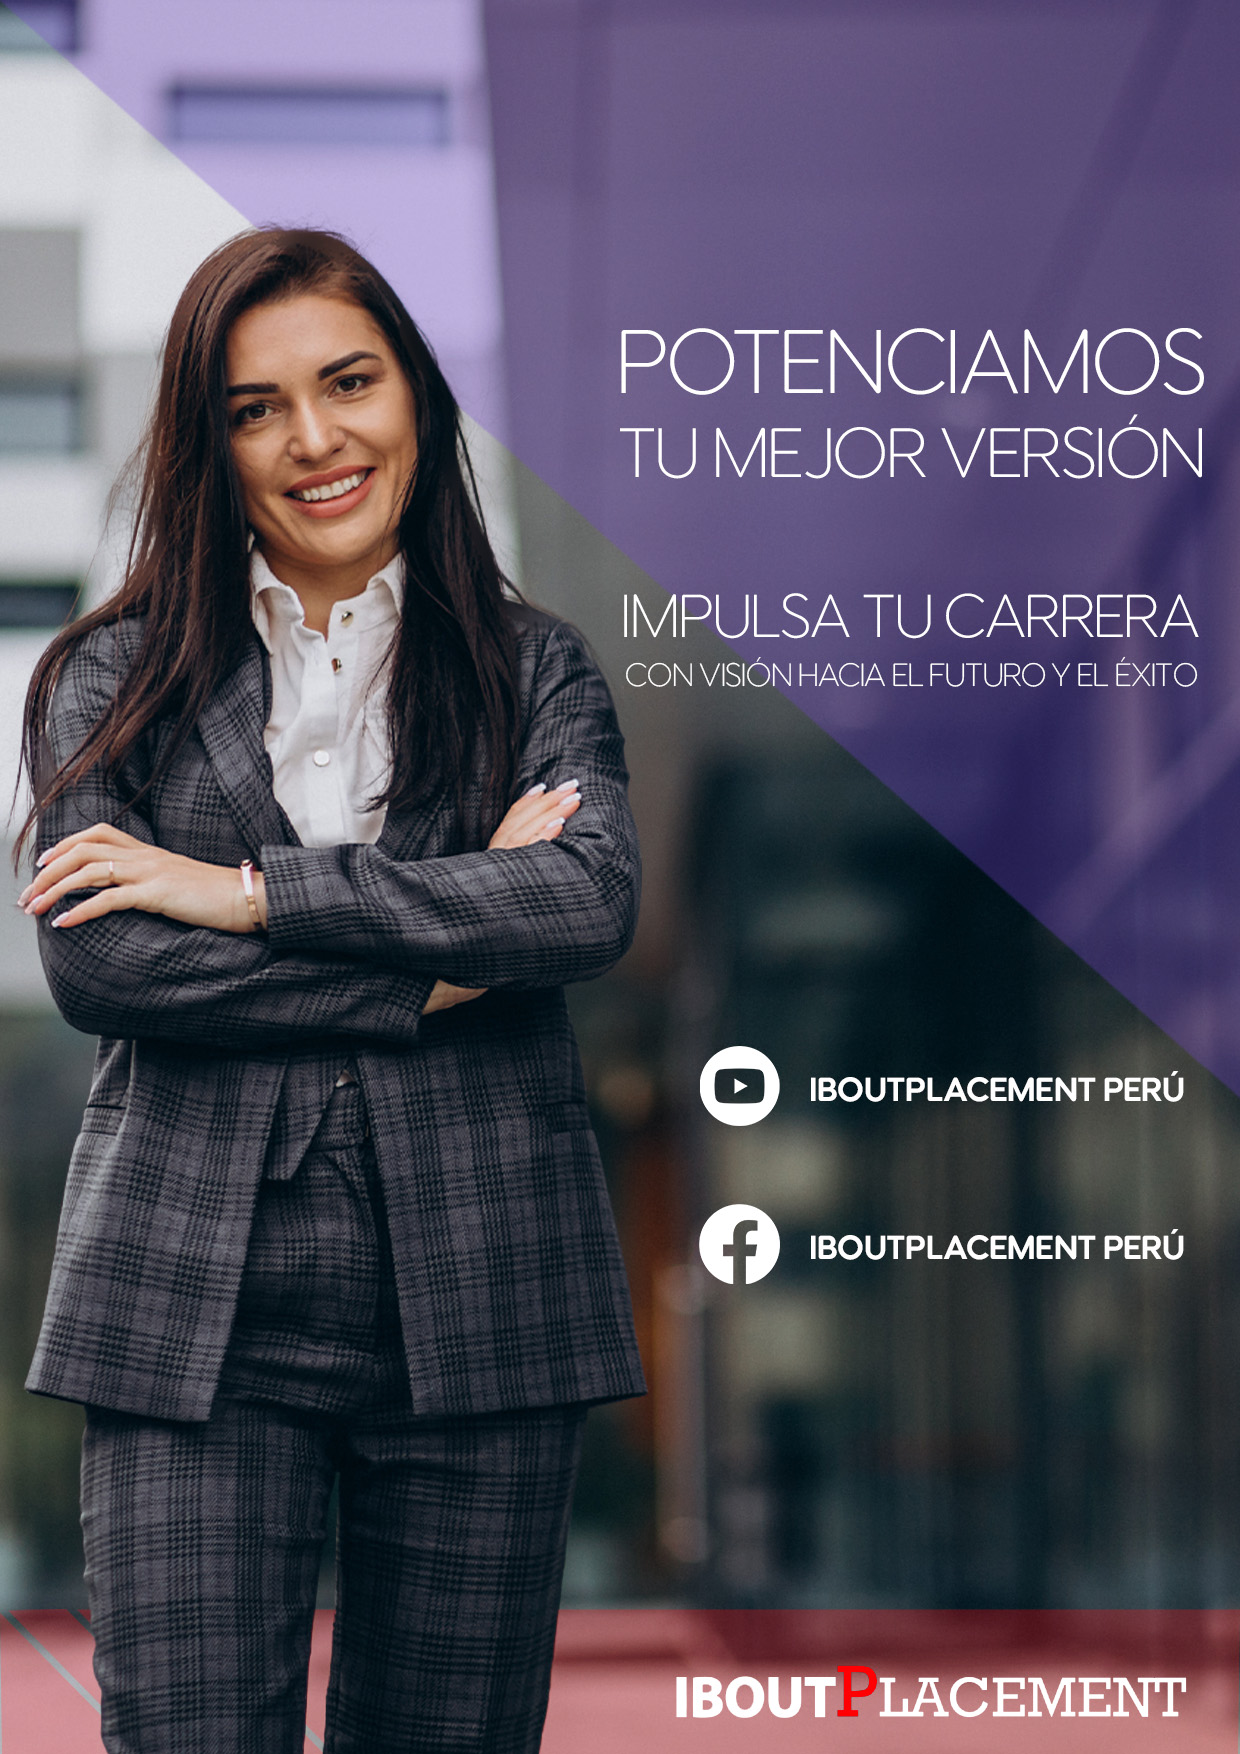 POTENCIAMOS
TU MEJOR VERSIÓN
IMPULSA TU CARRERA
CON VISIÓN HACIA EL FUTURO Y EL ÉXITO
IBOUTPLACEMENT PERÚ
IBOUTPLACEMENT PERÚ
IBOUTPLACEMENT